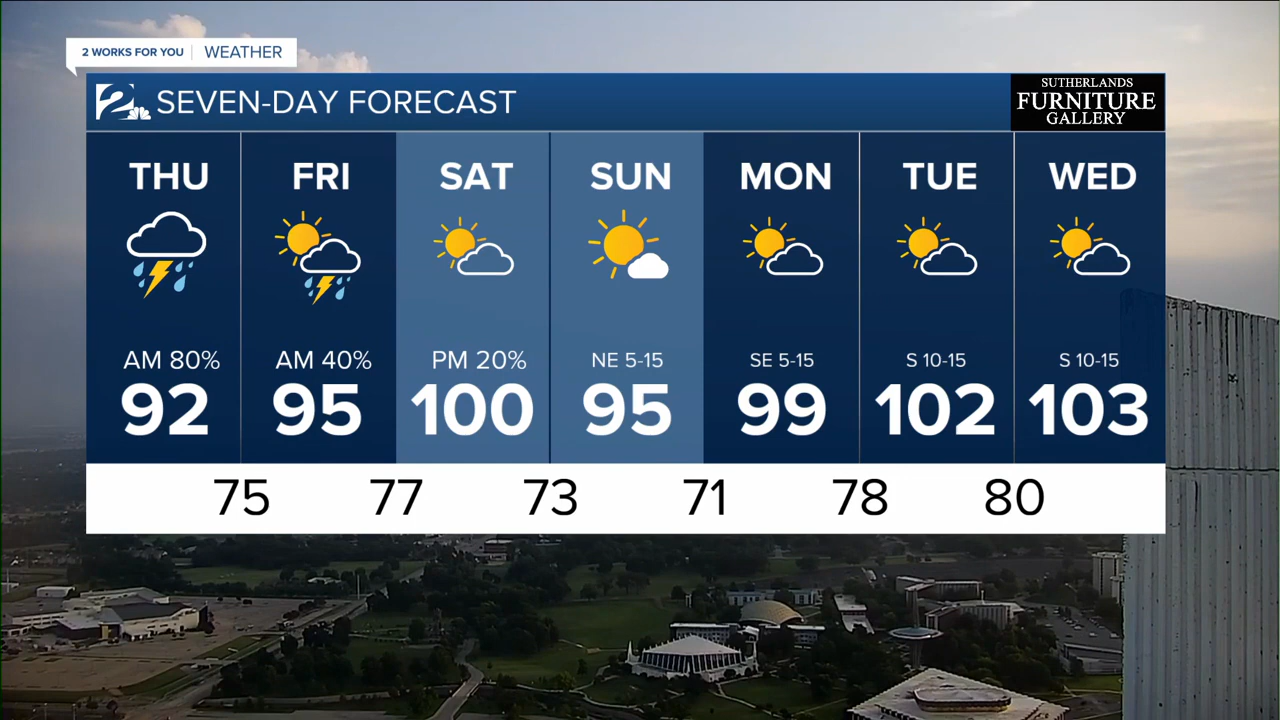 2 WORKS FOR YOU | WEATHER
2 SEVEN-DAY FORECAST
SUTHERLANDS
FURNITURE
GALLERY
THU FRI SAT SUN MON TUE WED
AM 80% AM 40% PM 20% NE 5-15 SE 5-15 S 10-15 S 10-15
92 95 100 95 99 102 103
75 77 73 71 78 80